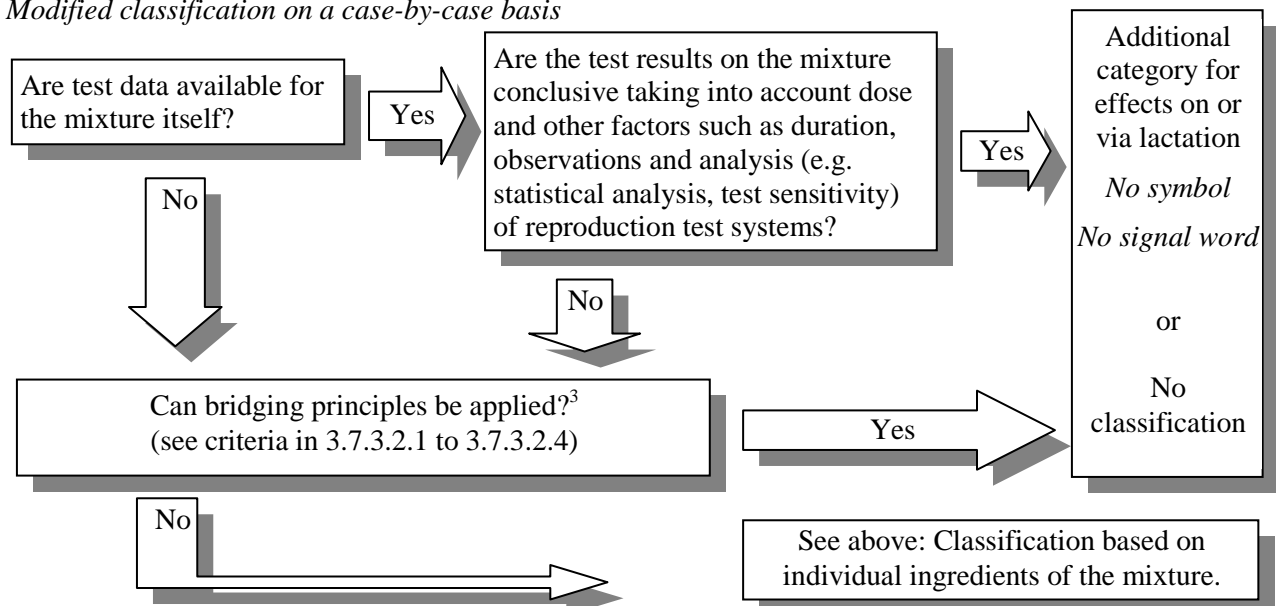 Modified classification on a case-by-case basis
Are test data available for
the mixture itself?
Yes
Are the test results on the mixture
conclusive taking into account dose
and other factors such as duration,
observations and analysis (e.g.
statistical analysis, test sensitivity)
of reproduction test systems?
Yes
Additional
category for
effects on or
via lactation
No symbol
No signal word
or
No
classification
No
No
Can bridging principles be applied?³
(see criteria in 3.7.3.2.1 to 3.7.3.2.4)
Yes
No
See above: Classification based on
individual ingredients of the mixture.